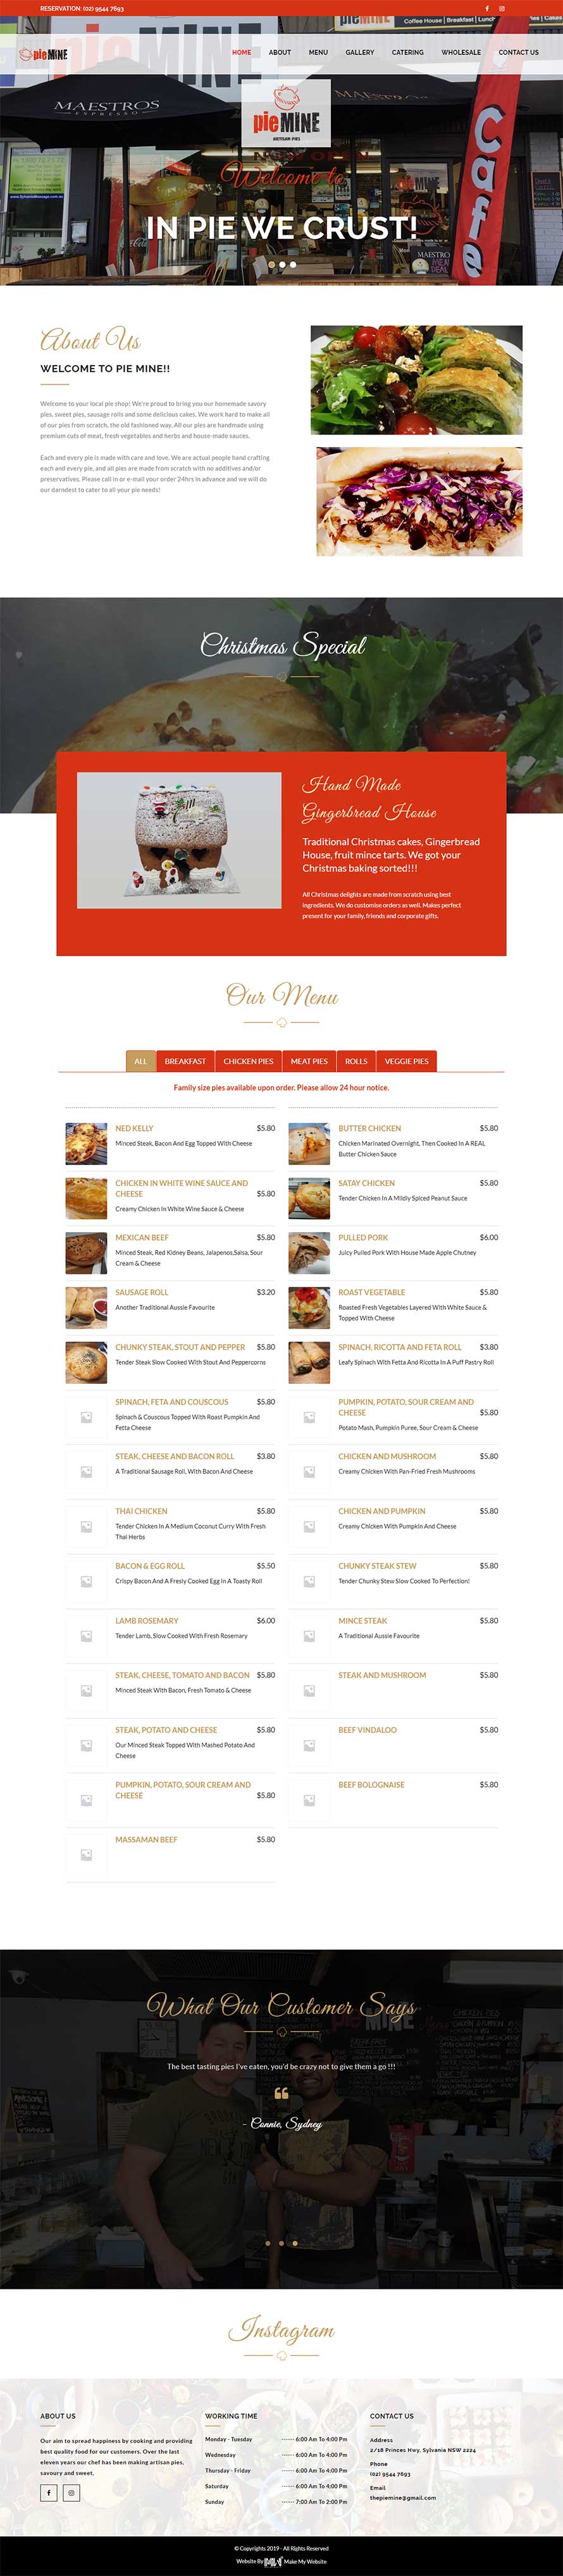 RESERVATION: (02) 9544 7693
pieMINE
HOME ABOUT MENU GALLERY CATERING WHOLESALE CONTACT US
MAESTROS
ESPRESSO
pieMINE
ARTISAN PIES
Cafe
Welcome to
IN PIE WE CRUST!
About Us
WELCOME TO PIE MINE!!
Welcome to your local pie shop! We're proud to bring you our homemade savory
pies, sweet pies, sausage rolls and some delicious cakes. We work hard to make all
of our pies from scratch, the old fashioned way. All our pies are handmade using
premium cuts of meat, fresh vegetables and herbs and house-made sauces.
Each and every pie is made with care and love. We are actual people hand crafting
each and every pie, and all pies are made from scratch with no additives and/or
preservatives. Please call in or e-mail your order 24hrs in advance and we will do
our darndest to cater to all your pie needs!
Christmas Special
Hand Made
Gingerbread House
Traditional Christmas cakes, Gingerbread
House, fruit mince tarts. We got your
Christmas baking sorted!!!
All Christmas delights are made from scratch using best
ingredients. We do customise orders as well. Makes perfect
present for your family, friends and corporate gifts.
Our Menu
ALL BREAKFAST CHICKEN PIES MEAT PIES ROLLS VEGGIE PIES
Family size pies available upon order. Please allow 24 hour notice.
NED KELLY $5.80
Minced Steak, Bacon And Egg Topped With Cheese
BUTTER CHICKEN $5.80
Chicken Marinated Overnight, Then Cooked In A REAL
Butter Chicken Sauce
CHICKEN IN WHITE WINE SAUCE AND
CHEESE $5.80
Creamy Chicken In White Wine Sauce & Cheese
SATAY CHICKEN $5.80
Tender Chicken In A Mildly Spiced Peanut Sauce
MEXICAN BEEF $5.80
Minced Steak, Red Kidney Beans, Jalapenos,Salsa, Sour
Cream & Cheese
PULLED PORK $6.00
Juicy Pulled Pork With House Made Apple Chutney
SAUSAGE ROLL $3.20
Another Traditional Aussie Favourite
ROAST VEGETABLE $5.80
Roasted Fresh Vegetables Layered With White Sauce &
Topped With Cheese
CHUNKY STEAK, STOUT AND PEPPER $5.80
Tender Steak Slow Cooked With Stout And Peppercorns
SPINACH, RICOTTA AND FETA ROLL $3.80
Leafy Spinach With Fetta And Ricotta In A Puff Pastry Roll
SPINACH, FETA AND COUSCOUS $5.80
Spinach & Couscous Topped With Roast Pumpkin And
Fetta Cheese
PUMPKIN, POTATO, SOUR CREAM AND
CHEESE $5.80
Potato Mash, Pumpkin Puree, Sour Cream & Cheese
STEAK, CHEESE AND BACON ROLL $3.80
A Traditional Sausage Roll, With Bacon And Cheese
CHICKEN AND MUSHROOM $5.80
Creamy Chicken With Pan-Fried Fresh Mushrooms
THAI CHICKEN $5.80
Tender Chicken In A Medium Coconut Curry With Fresh
Thai Herbs
CHICKEN AND PUMPKIN $5.80
Creamy Chicken With Pumpkin And Cheese
BACON & EGG ROLL $5.50
Crispy Bacon And A Fresly Cooked Egg In A Toasty Roll
CHUNKY STEAK STEW $5.80
Tender Chunky Stew Slow Cooked To Perfection!
LAMB ROSEMARY $6.00
Tender Lamb, Slow Cooked With Fresh Rosemary
MINCE STEAK $5.80
A Traditional Aussie Favourite
STEAK, CHEESE, TOMATO AND BACON $5.80
Minced Steak With Bacon, Fresh Tomato & Cheese
STEAK AND MUSHROOM $5.80
STEAK, POTATO AND CHEESE $5.80
Our Minced Steak Topped With Mashed Potato And
Cheese
BEEF VINDALOO $5.80
PUMPKIN, POTATO, SOUR CREAM AND
CHEESE $5.80
BEEF BOLOGNAISE $5.80
MASSAMAN BEEF $5.80
What Our Customer Says
The best tasting pies I've eaten, you'd be crazy not to give them a go !!!
- Connie, Sydney
Instagram
ABOUT US
Our aim to spread happiness by cooking and providing
best quality food for our customers. Over the last
eleven years our chef has been making artisan pies,
savoury and sweet.
WORKING TIME
Monday - Tuesday ------ 6:00 Am To 4:00 Pm
Wednesday ------ 6:00 Am To 4:00 Pm
Thursday - Friday ------ 6:00 Am To 4:00 Pm
Saturday ------ 6:00 Am To 4:00 Pm
Sunday ------ 7:00 Am To 2:00 Pm
CONTACT US
Address
2/18 Princes Hwy, Sylvania NSW 2224
Phone
(02) 9544 7693
Email
thepiemine@gmail.com
© Copyrights 2019 - All Rights Reserved
Website By Make My Website